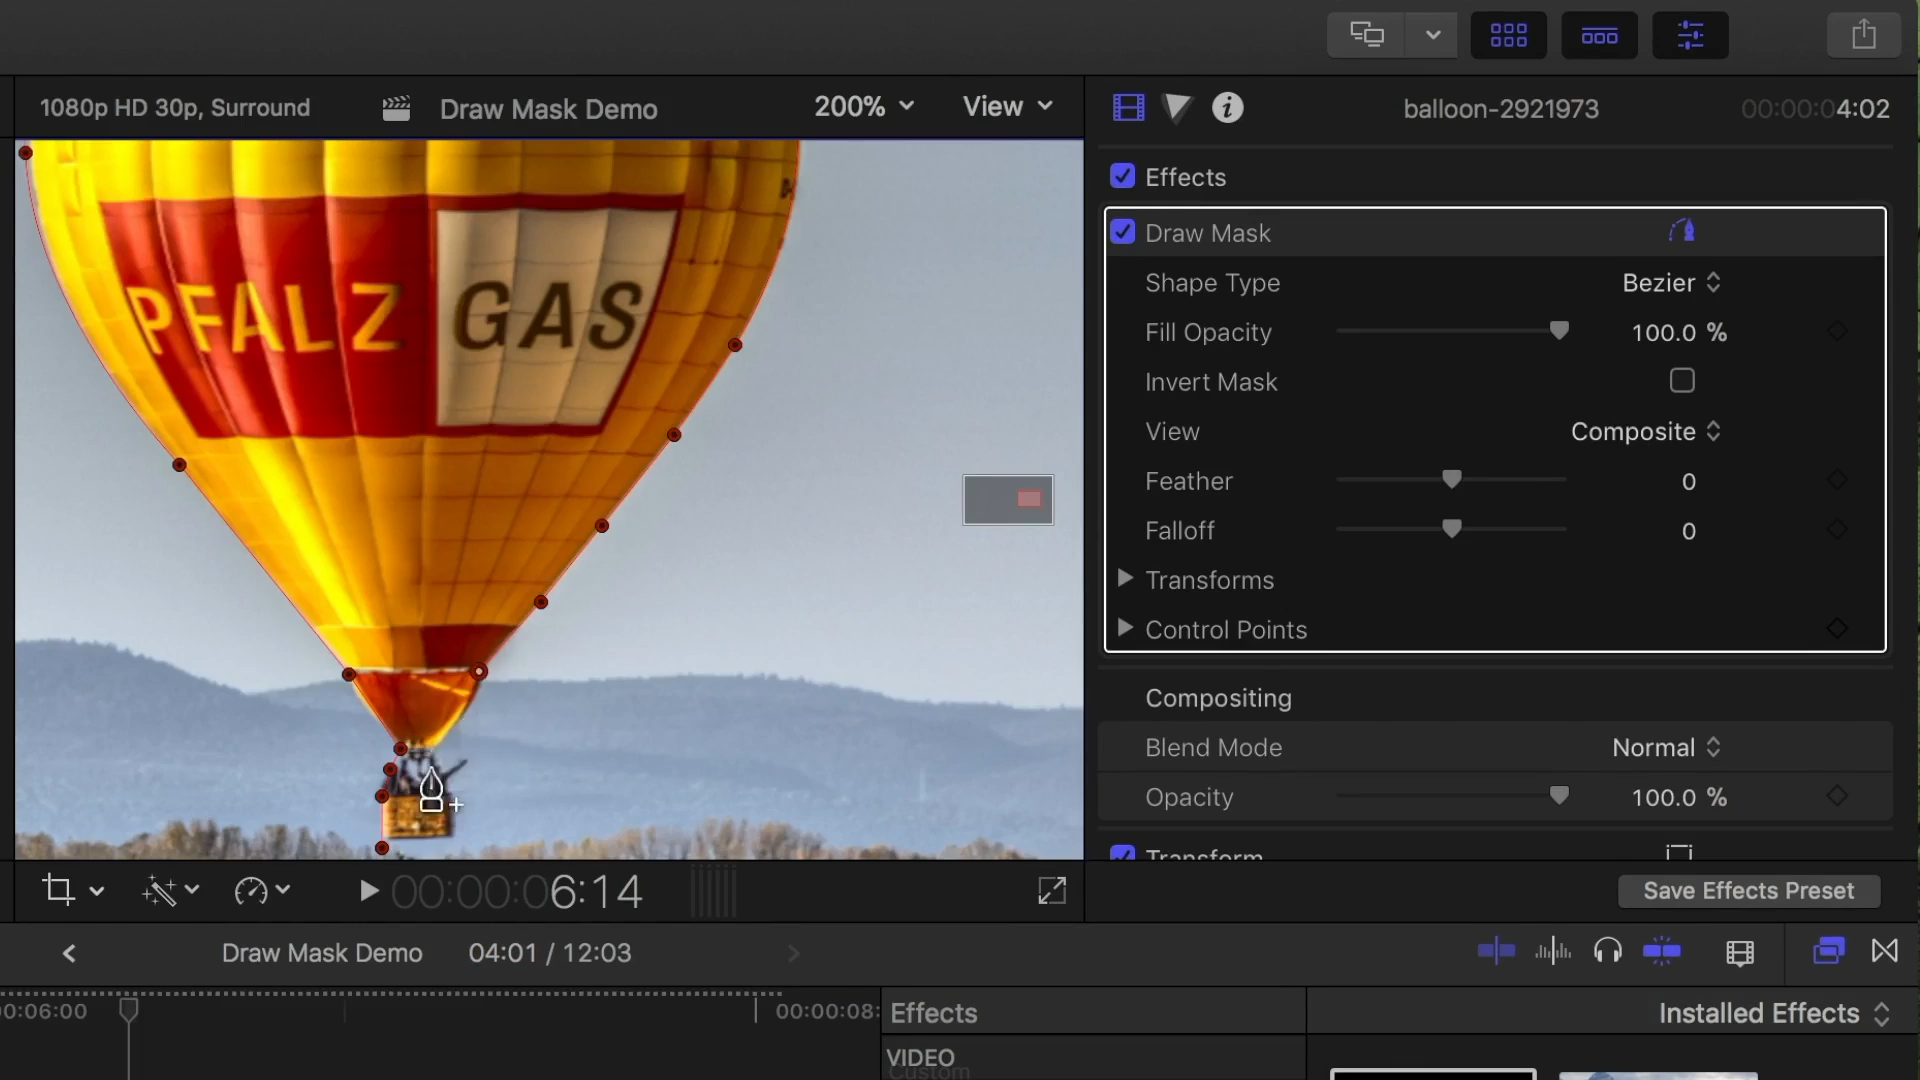 1080p HD 30p, Surround
Draw Mask Demo
200%
View
balloon-2921973
00:00:04:02
PFALZ GAS
Effects
Draw Mask
Shape Type
Bezier
Fill Opacity
100.0 %
Invert Mask
View
Composite
Feather
0
Falloff
0
Transforms
Control Points
Compositing
Blend Mode
Normal
Opacity
100.0 %
Transform
00:00:06:14
Save Effects Preset
Draw Mask Demo
04:01 / 12:03
0:06:00
00:00:08:
Effects
Installed Effects
VIDEO
Custom